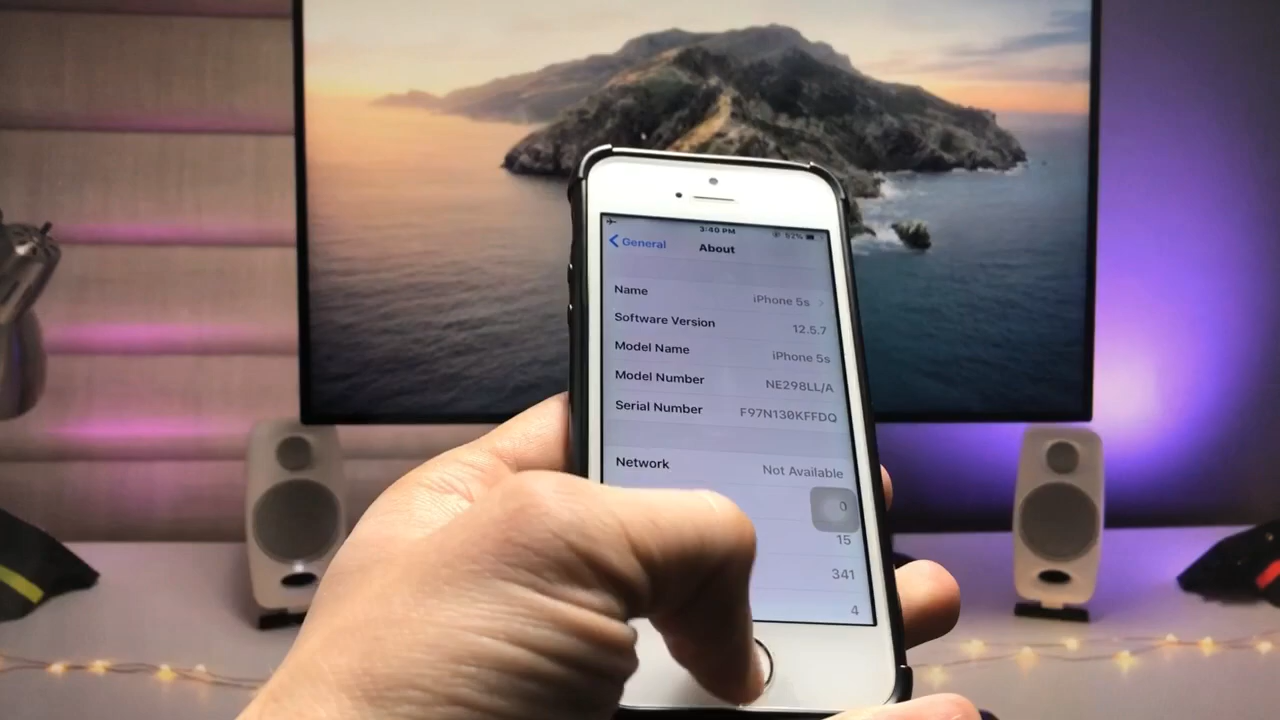 3:40 PM 52%
General About
Name iPhone 5s
Software Version 12.5.7
Model Name iPhone 5s
Model Number NE298LL/A
Serial Number F97N130KFFDQ
Network Not Available
0
15
341
4